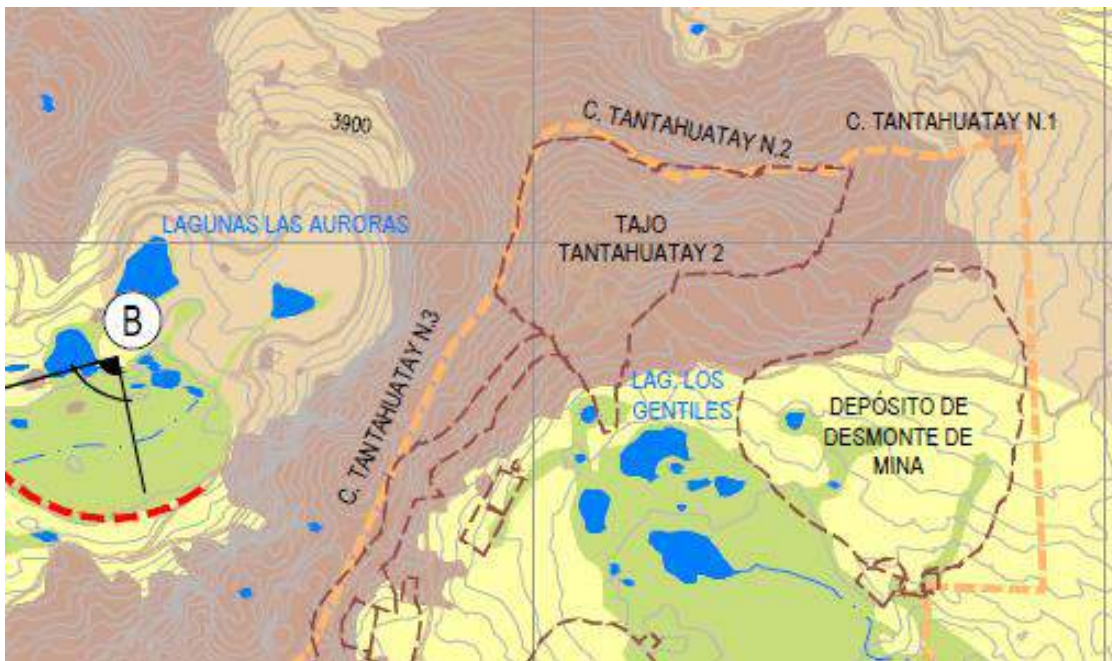 3900
C. TANTAHUATAY N.2
C. TANTAHUATAY N.1
LAGUNAS LAS AURORAS
TAJO
TANTAHUATAY 2
B
C. TANTAHUATAY N.3
LAG. LOS
GENTILES
DEPÓSITO DE
DESMONTE DE
MINA